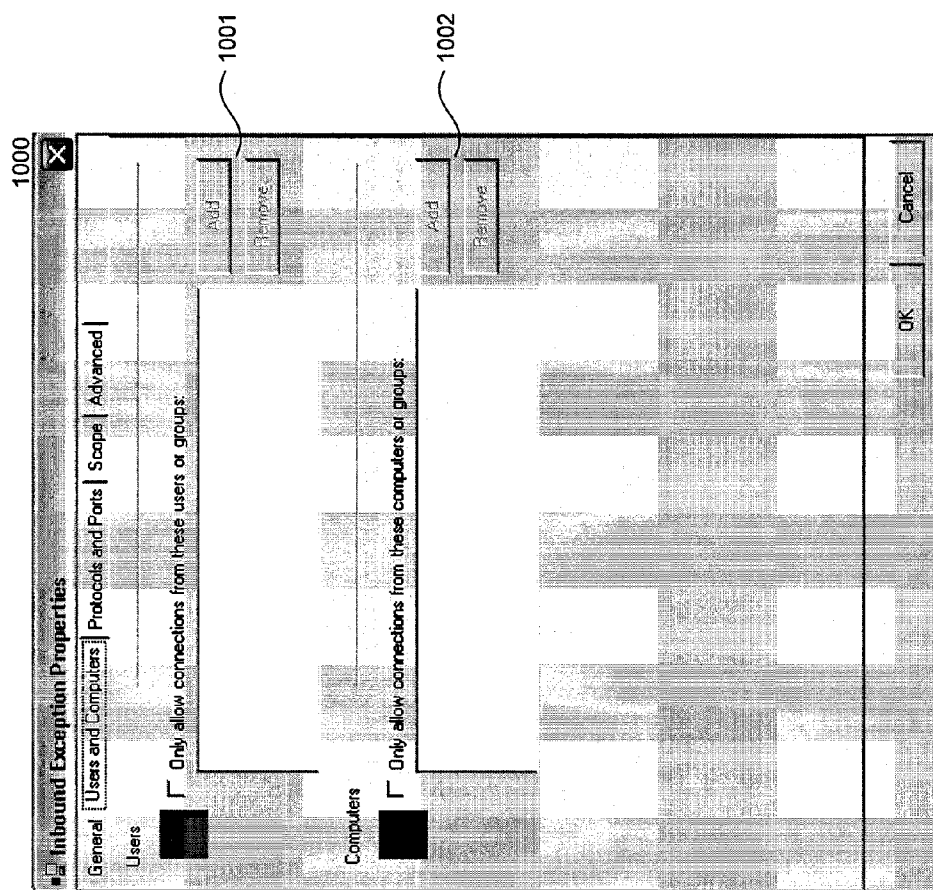 1000
Inbound Exception Properties
General Users and Computers Protocols and Ports Scope Advanced
Users
Only allow connections from these users or groups:
Add
Remove
1001
Computers
Only allow connections from these computers or groups:
Add
Remove
1002
OK Cancel